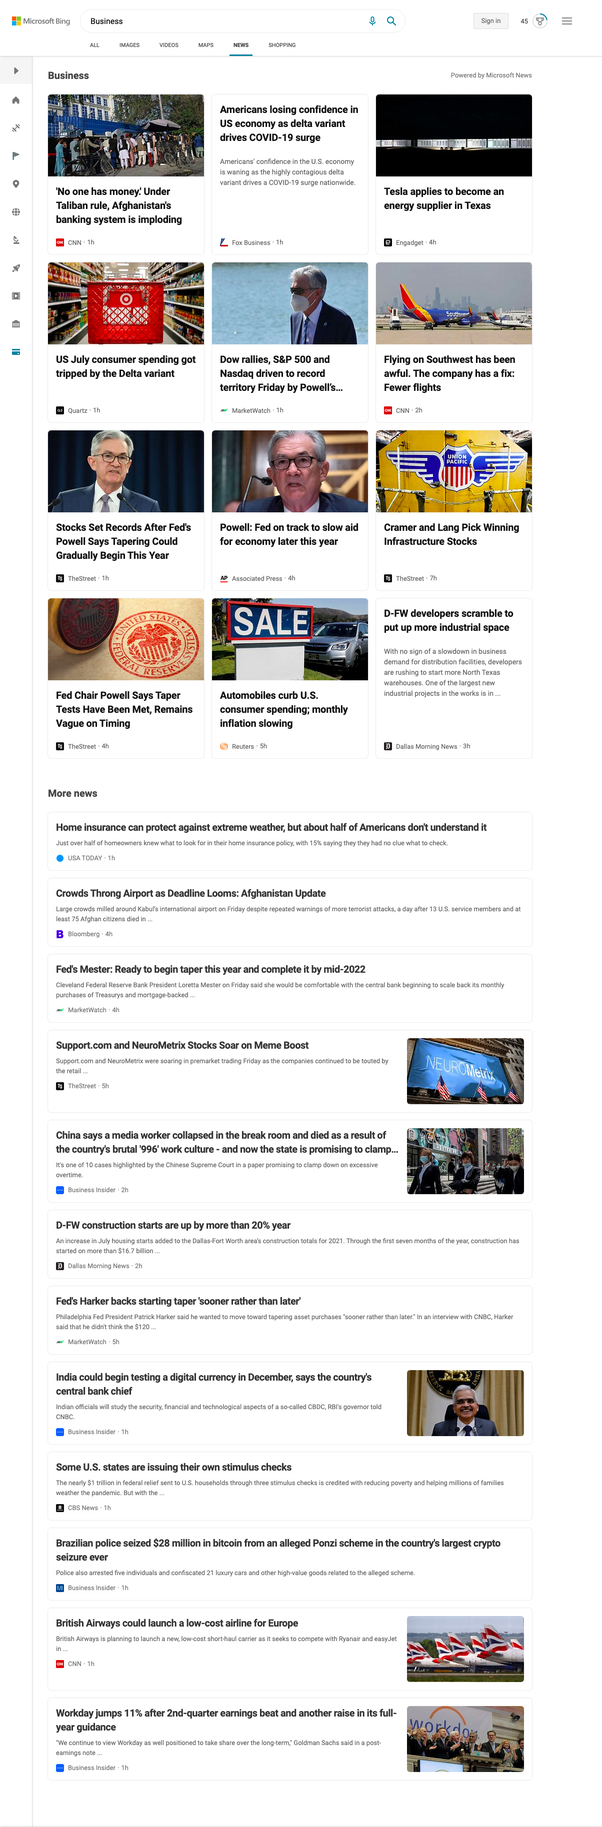 Microsoft Bing
Business
Sign in
45
ALL
IMAGES
VIDEOS
MAPS
NEWS
SHOPPING
Business
Powered by Microsoft News
'No one has money.' Under
Taliban rule, Afghanistan's
banking system is imploding
CNN · 1h
Americans losing confidence in
US economy as delta variant
drives COVID-19 surge
Americans' confidence in the U.S. economy
is waning as the highly contagious delta
variant drives a COVID-19 surge nationwide.
Fox Business · 1h
Tesla applies to become an
energy supplier in Texas
Engadget · 4h
US July consumer spending got
tripped by the Delta variant
Quartz · 1h
Dow rallies, S&P 500 and
Nasdaq driven to record
territory Friday by Powell's...
MarketWatch · 1h
Flying on Southwest has been
awful. The company has a fix:
Fewer flights
CNN · 2h
Stocks Set Records After Fed's
Powell Says Tapering Could
Gradually Begin This Year
TheStreet · 1h
Powell: Fed on track to slow aid
for economy later this year
AP
Associated Press · 4h
UNION
PACIFIC
Cramer and Lang Pick Winning
Infrastructure Stocks
TheStreet · 7h
UNITED STATES
FEDERAL RESERVE SYSTEM
Fed Chair Powell Says Taper
Tests Have Been Met, Remains
Vague on Timing
TheStreet · 4h
SALE
Automobiles curb U.S.
consumer spending; monthly
inflation slowing
Reuters · 5h
D-FW developers scramble to
put up more industrial space
With no sign of a slowdown in business
demand for distribution facilities, developers
are rushing to start more North Texas
warehouses. One of the largest new
industrial projects in the works is in ...
Dallas Morning News · 3h
More news
Home insurance can protect against extreme weather, but about half of Americans don't understand it
Just over half of homeowners knew what to look for in their home insurance policy, with 15% saying they they had no clue what to check.
USA TODAY · 1h
Crowds Throng Airport as Deadline Looms: Afghanistan Update
Large crowds milled around Kabul's international airport on Friday despite repeated warnings of more terrorist attacks, a day after 13 U.S. service members and at
least 75 Afghan citizens died in ...
B
Bloomberg · 4h
Fed's Mester: Ready to begin taper this year and complete it by mid-2022
Cleveland Federal Reserve Bank President Loretta Mester on Friday said she would be comfortable with the central bank beginning to scale back its monthly
purchases of Treasurys and mortgage-backed ...
MarketWatch · 4h
Support.com and NeuroMetrix Stocks Soar on Meme Boost
Support.com and NeuroMetrix were soaring in premarket trading Friday as the companies continued to be touted by
the retail ...
TheStreet · 5h
NEUROMetrix
China says a media worker collapsed in the break room and died as a result of
the country's brutal '996' work culture - and now the state is promising to clamp...
It's one of 10 cases highlighted by the Chinese Supreme Court in a paper promising to clamp down on excessive
overtime.
Business Insider · 2h
D-FW construction starts are up by more than 20% year
An increase in July housing starts added to the Dallas-Fort Worth area's construction totals for 2021. Through the first seven months of the year, construction has
started on more than $16.7 billion ...
Dallas Morning News · 2h
Fed's Harker backs starting taper 'sooner rather than later'
Philadelphia Fed President Patrick Harker said he wanted to move toward tapering asset purchases "sooner rather than later." In an interview with CNBC, Harker
said that he didn't think the $120 ...
MarketWatch · 5h
India could begin testing a digital currency in December, says the country's
central bank chief
Indian officials will study the security, financial and technological aspects of a so-called CBDC, RBI's governor told
CNBC.
Business Insider · 1h
Some U.S. states are issuing their own stimulus checks
The nearly $1 trillion in federal relief sent to U.S. households through three stimulus checks is credited with reducing poverty and helping millions of families
weather the pandemic. But with the ...
CBS News · 1h
Brazilian police seized $28 million in bitcoin from an alleged Ponzi scheme in the country's largest crypto
seizure ever
Police also arrested five individuals and confiscated 21 luxury cars and other high-value goods related to the alleged scheme.
Business Insider · 1h
British Airways could launch a low-cost airline for Europe
British Airways is planning to launch a new, low-cost short-haul carrier as it seeks to compete with Ryanair and easyJet
in ...
CNN · 1h
Workday jumps 11% after 2nd-quarter earnings beat and another raise in its full-
year guidance
"We continue to view Workday as well positioned to take share over the long-term," Goldman Sachs said in a post-
earnings note ...
Business Insider · 1h
workda